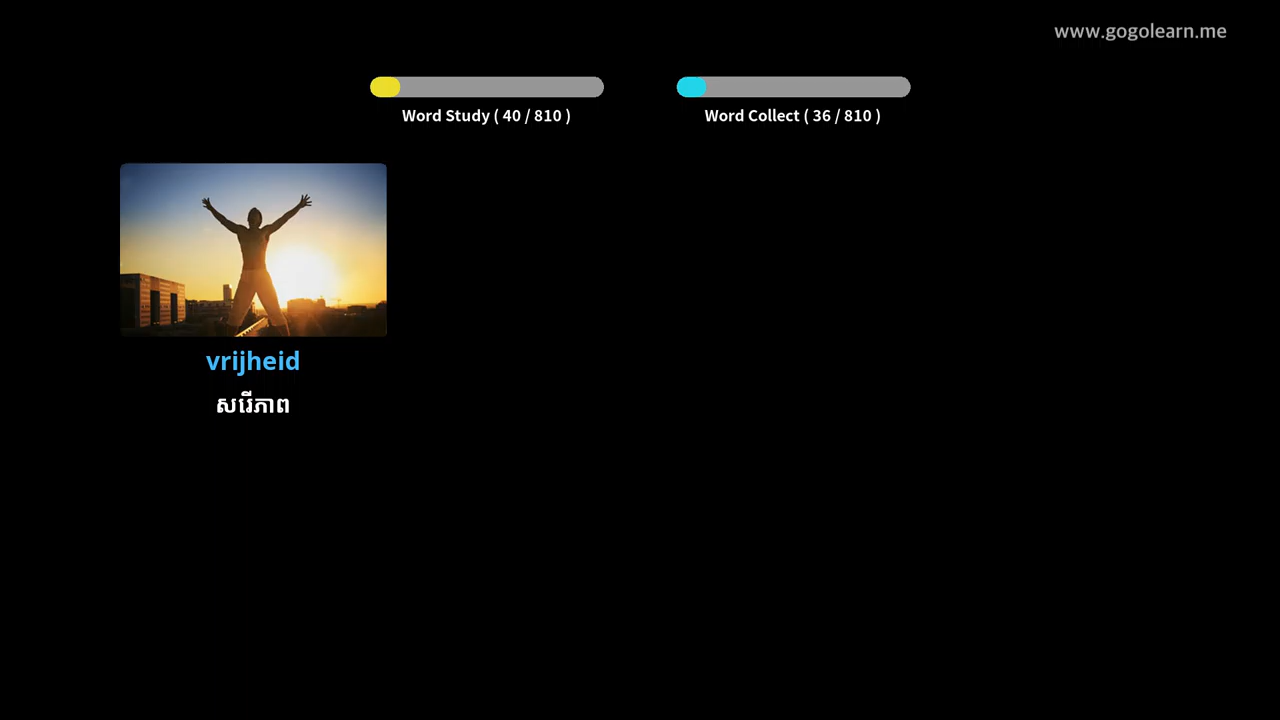 www.gogolearn.me
Word Study ( 40 / 810 )
Word Collect ( 36 / 810 )
vrijheid
សេរីភាព